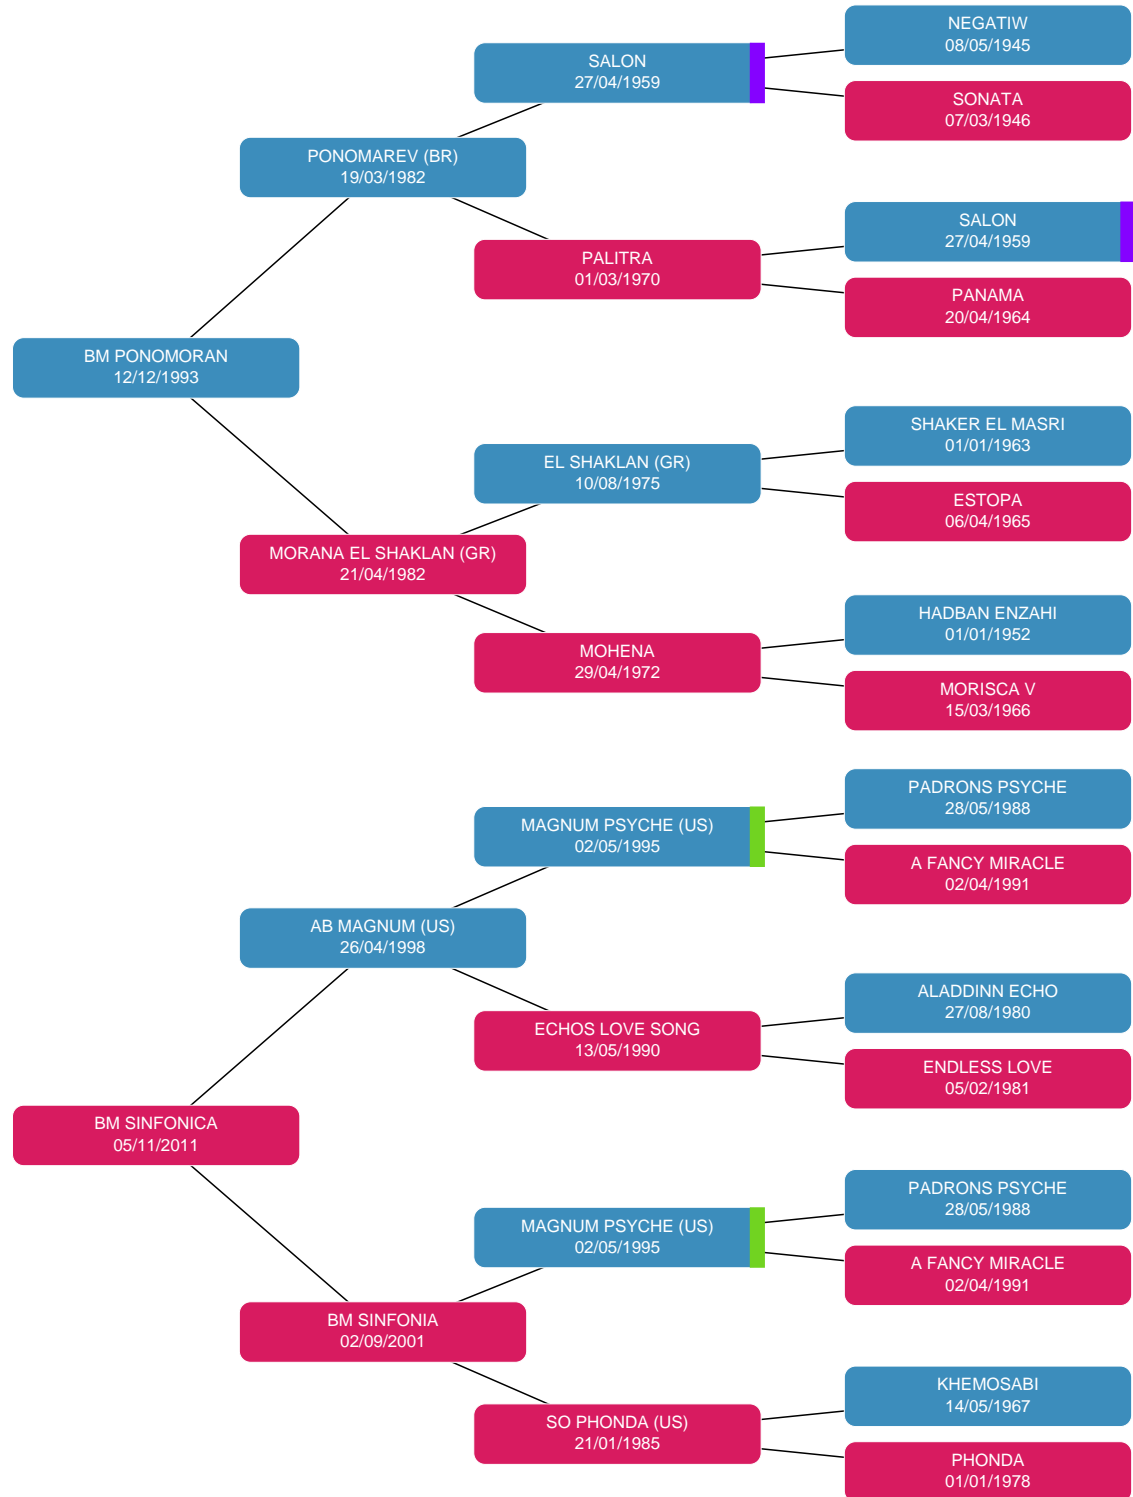 NEGATIW
08/05/1945
SALON
27/04/1959
SONATA
07/03/1946
PONOMAREV (BR)
19/03/1982
SALON
27/04/1959
PALITRA
01/03/1970
PANAMA
20/04/1964
BM PONOMORAN
12/12/1993
SHAKER EL MASRI
01/01/1963
EL SHAKLAN (GR)
10/08/1975
ESTOPA
06/04/1965
MORANA EL SHAKLAN (GR)
21/04/1982
HADBAN ENZAHI
01/01/1952
MOHENA
29/04/1972
MORISCA V
15/03/1966
PADRONS PSYCHE
28/05/1988
MAGNUM PSYCHE (US)
02/05/1995
A FANCY MIRACLE
02/04/1991
AB MAGNUM (US)
26/04/1998
ALADDINN ECHO
27/08/1980
ECHOS LOVE SONG
13/05/1990
ENDLESS LOVE
05/02/1981
BM SINFONICA
05/11/2011
PADRONS PSYCHE
28/05/1988
MAGNUM PSYCHE (US)
02/05/1995
A FANCY MIRACLE
02/04/1991
BM SINFONIA
02/09/2001
KHEMOSABI
14/05/1967
SO PHONDA (US)
21/01/1985
PHONDA
01/01/1978